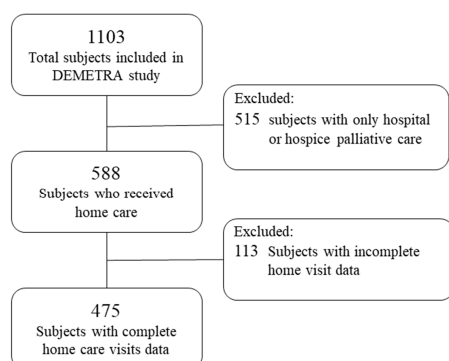 1103
Total subjects included in
DEMETRA study
Excluded:
515 subjects with only hospital
or hospice palliative care
588
Subjects who received
home care
Excluded:
113 Subjects with incomplete
home visit data
475
Subjects with complete
home care visits data